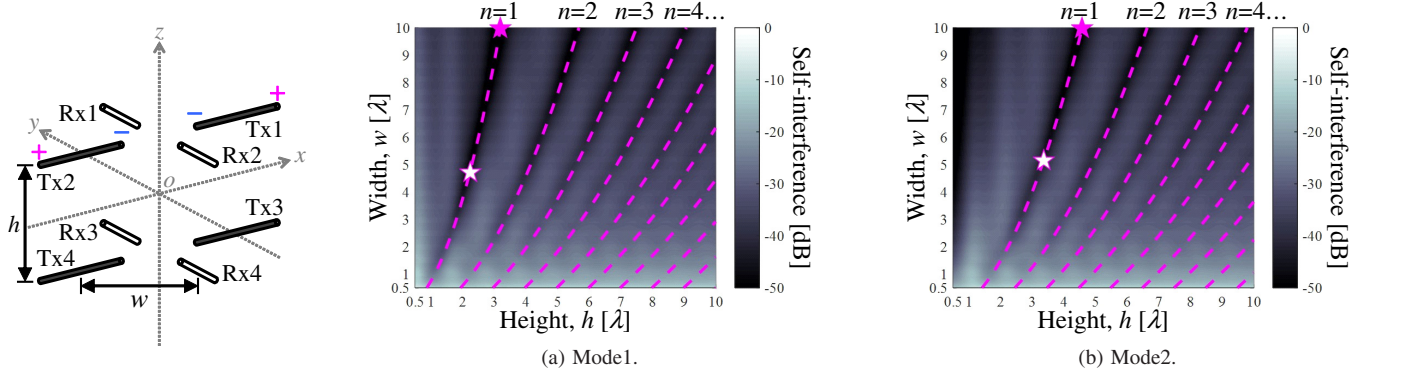 z
y
x
o
Rx1
Tx1
Tx2
Rx2
Rx3
Tx3
Tx4
Rx4
h
w
+
−
−
+
n=1 n=2 n=3 n=4…
Width, w [λ]
10
9
8
7
6
5
4
3
2
1
0.5
0.5 1 2 3 4 5 6 7 8 9 10
Height, h [λ]
0
-10
-20
-30
-40
-50
Self-interference [dB]
(a) Mode1.
n=1 n=2 n=3 n=4…
Width, w [λ]
10
9
8
7
6
5
4
3
2
1
0.5
0.5 1 2 3 4 5 6 7 8 9 10
Height, h [λ]
0
-10
-20
-30
-40
-50
Self-interference [dB]
(b) Mode2.